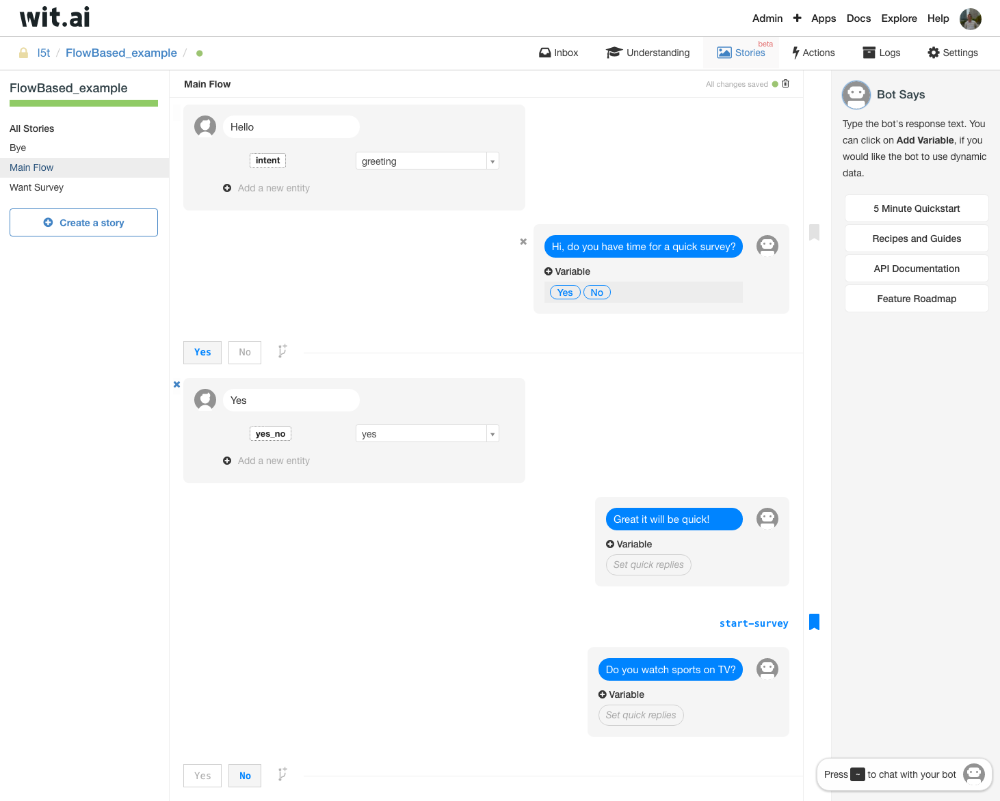 wit.ai
Admin + Apps Docs Explore Help
l5t / FlowBased_example /
Inbox Understanding Stories beta Actions Logs Settings
FlowBased_example
All Stories
Bye
Main Flow
Want Survey
Create a story
Main Flow
All changes saved
Hello
intent greeting
Add a new entity
Hi, do you have time for a quick survey?
Variable
Yes No
Yes No
Yes
yes_no yes
Add a new entity
Great it will be quick!
Variable
Set quick replies
start-survey
Do you watch sports on TV?
Variable
Set quick replies
Yes No
Bot Says
Type the bot's response text. You
can click on Add Variable, if you
would like the bot to use dynamic
data.
5 Minute Quickstart
Recipes and Guides
API Documentation
Feature Roadmap
Press ~ to chat with your bot